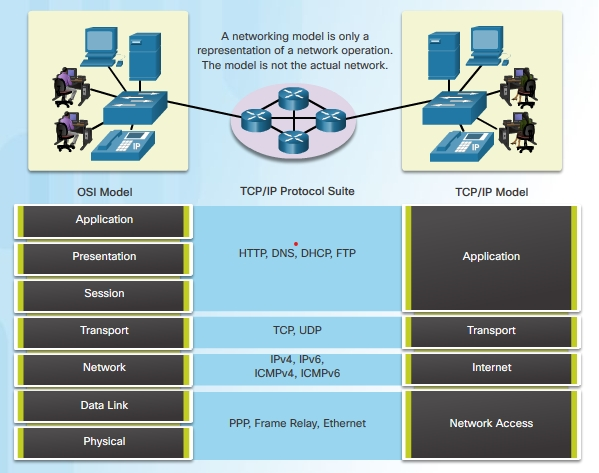 A networking model is only a
representation of a network operation.
The model is not the actual network.
IP
IP
OSI Model
TCP/IP Protocol Suite
TCP/IP Model
Application
Presentation
Session
Transport
Network
Data Link
Physical
HTTP, DNS, DHCP, FTP
TCP, UDP
IPv4, IPv6,
ICMPv4, ICMPv6
PPP, Frame Relay, Ethernet
Application
Transport
Internet
Network Access